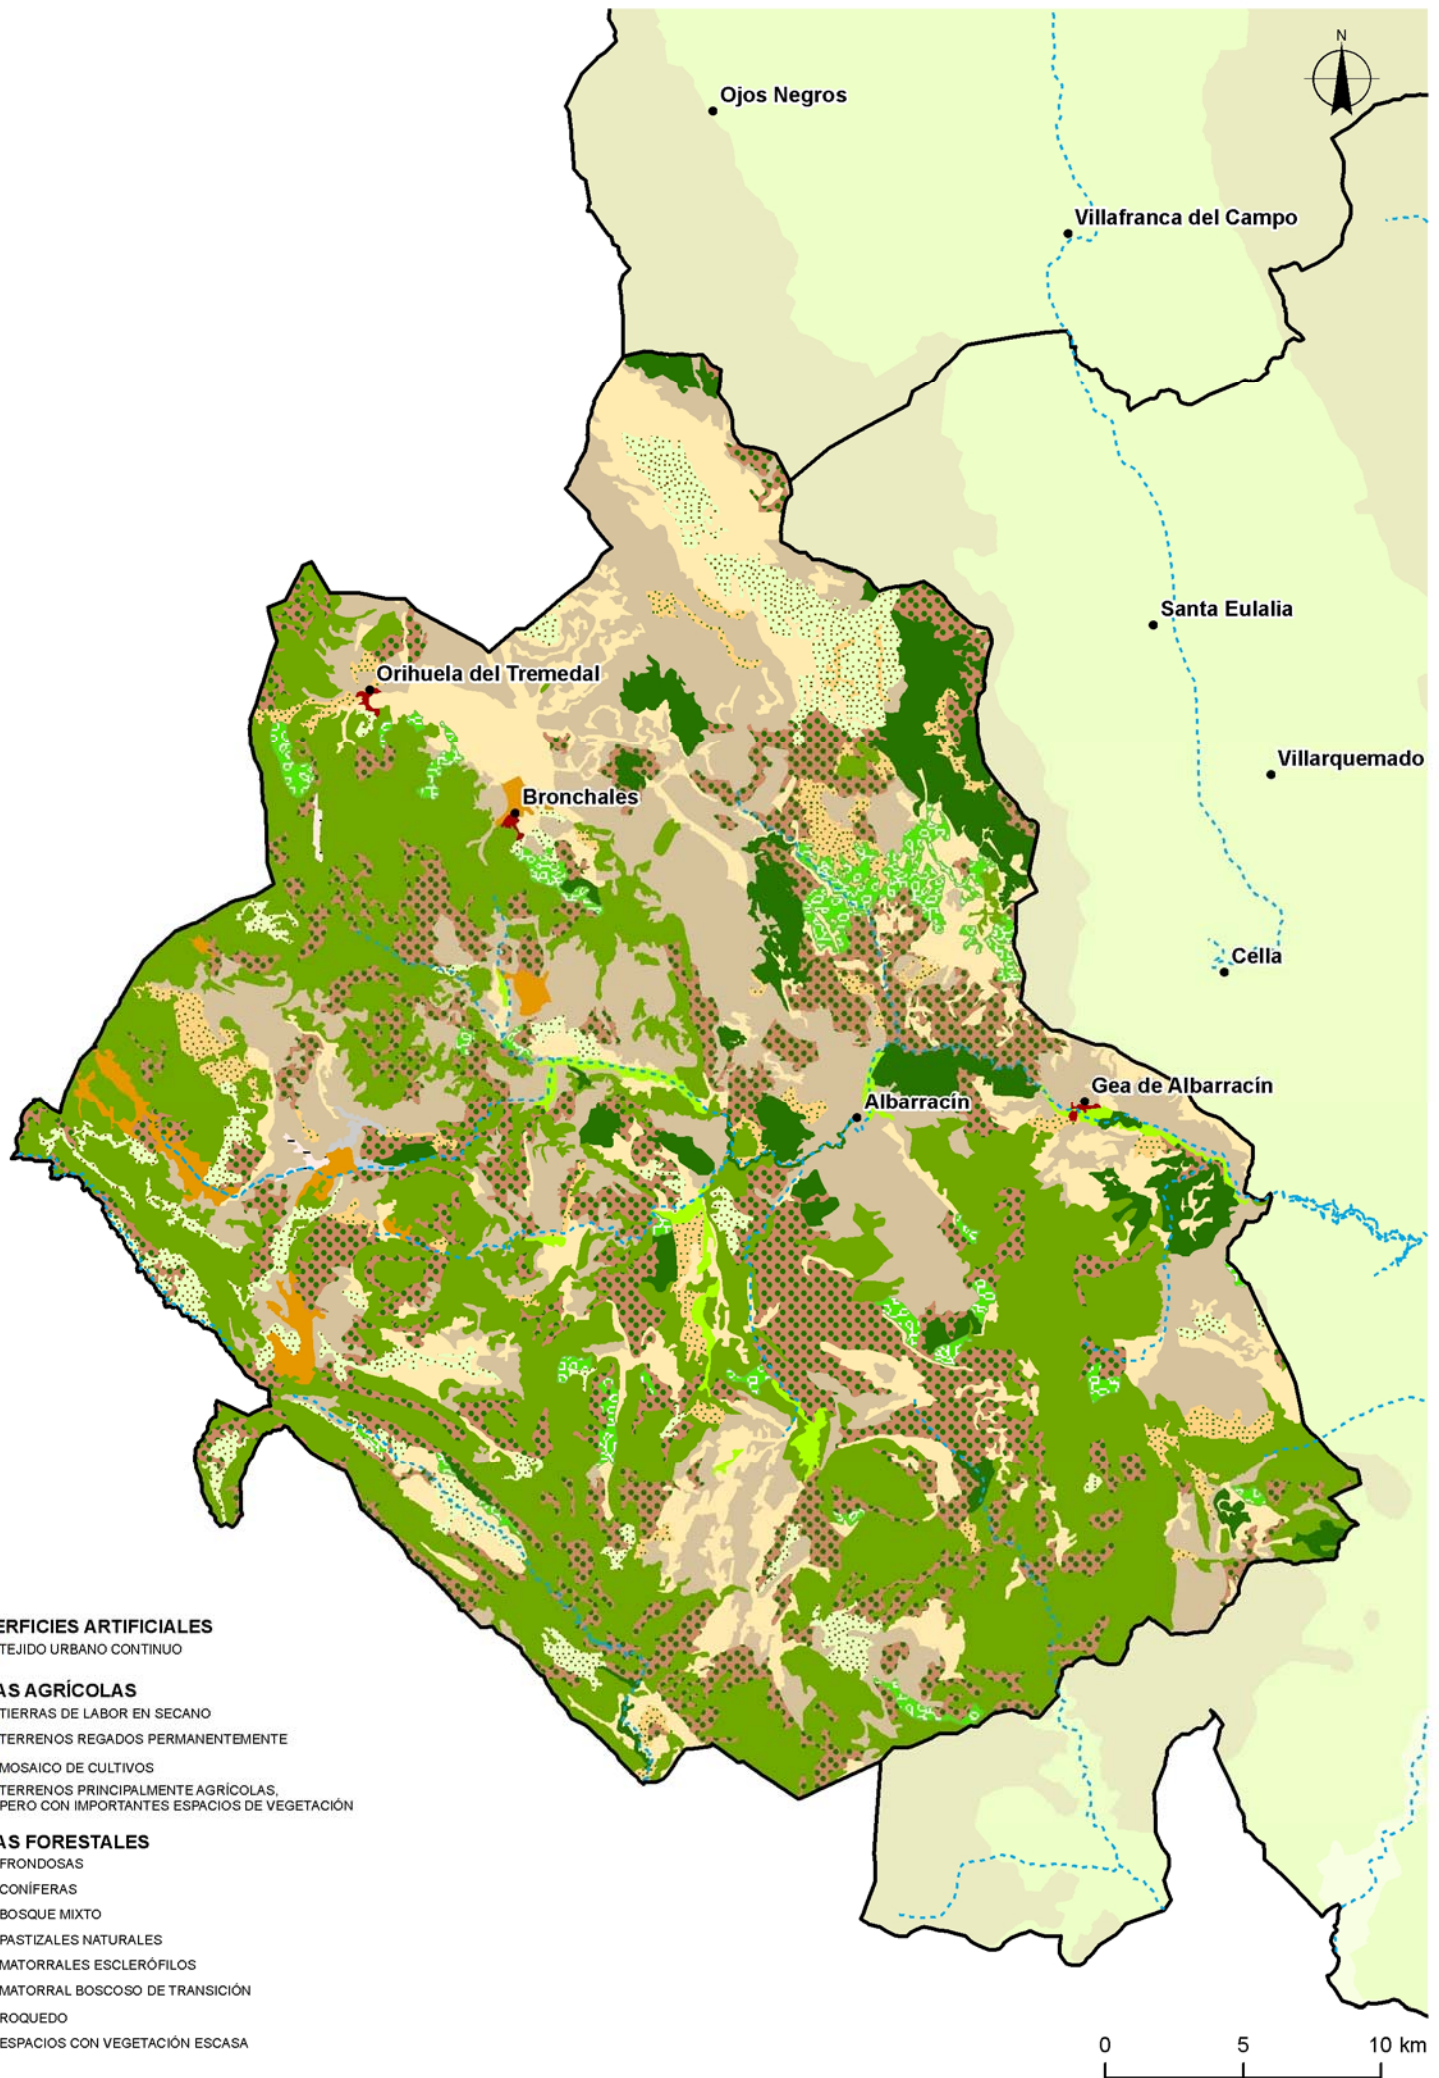 N
Ojos Negros
Villafranca del Campo
Santa Eulalia
Orihuela del Tremedal
Villarquemado
Bronchales
Cella
Gea de Albarracín
Albarracín
ERFICIES ARTIFICIALES
TEJIDO URBANO CONTINUO
AS AGRÍCOLAS
TIERRAS DE LABOR EN SECANO
TERRENOS REGADOS PERMANENTEMENTE
MOSAICO DE CULTIVOS
TERRENOS PRINCIPALMENTE AGRÍCOLAS,
PERO CON IMPORTANTES ESPACIOS DE VEGETACIÓN
AS FORESTALES
FRONDOSAS
CONÍFERAS
BOSQUE MIXTO
PASTIZALES NATURALES
MATORRALES ESCLERÓFILOS
MATORRAL BOSCOSO DE TRANSICIÓN
ROQUEDO
ESPACIOS CON VEGETACIÓN ESCASA
0 5 10 km